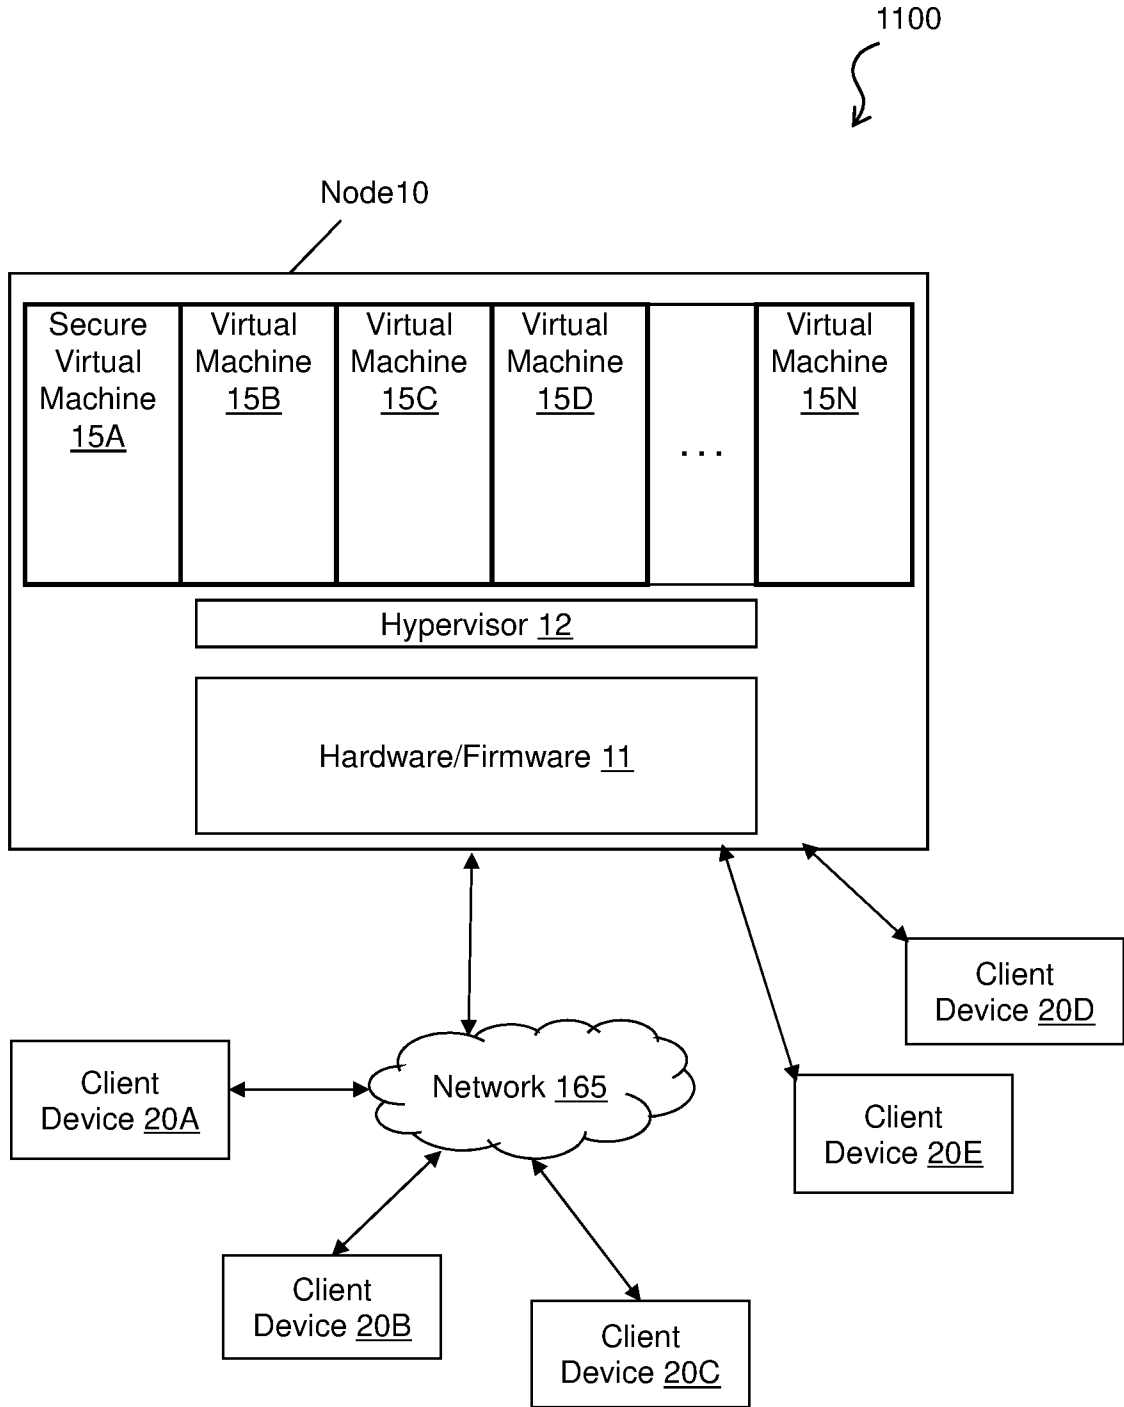 1100
Node10
Secure
Virtual
Machine
15A
Virtual
Machine
15B
Virtual
Machine
15C
Virtual
Machine
15D
...
Virtual
Machine
15N
Hypervisor 12
Hardware/Firmware 11
Client
Device 20D
Network 165
Client
Device 20A
Client
Device 20E
Client
Device 20B
Client
Device 20C